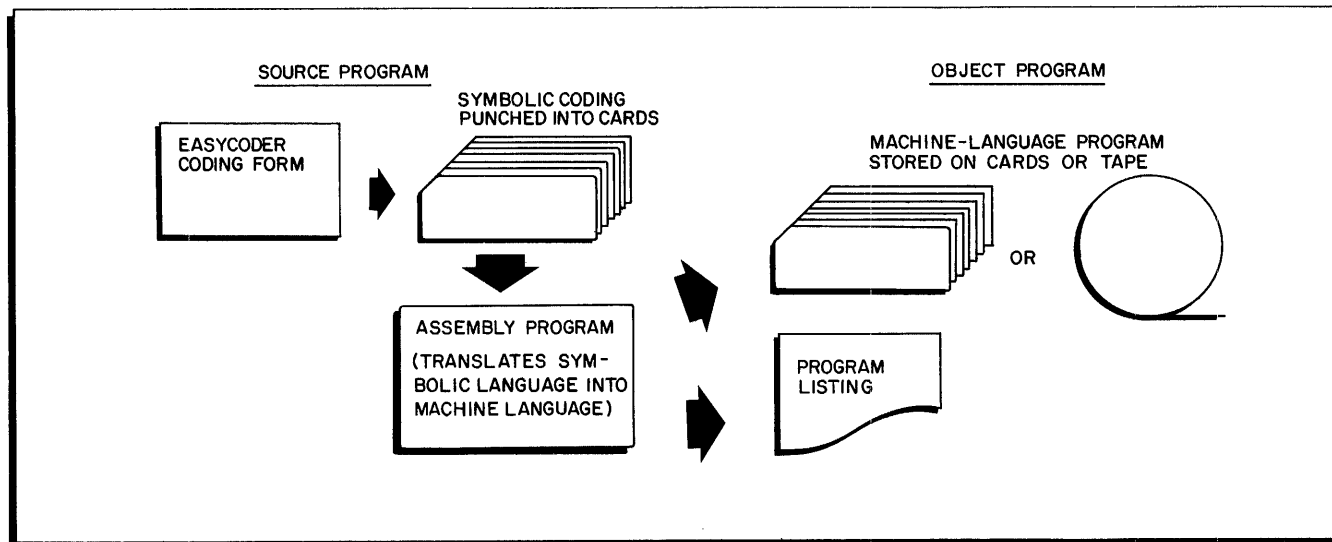 SOURCE PROGRAM
OBJECT PROGRAM
SYMBOLIC CODING
PUNCHED INTO CARDS
EASYCODER
CODING FORM
MACHINE-LANGUAGE PROGRAM
STORED ON CARDS OR TAPE
OR
ASSEMBLY PROGRAM
(TRANSLATES SYM-
BOLIC LANGUAGE INTO
MACHINE LANGUAGE)
PROGRAM
LISTING